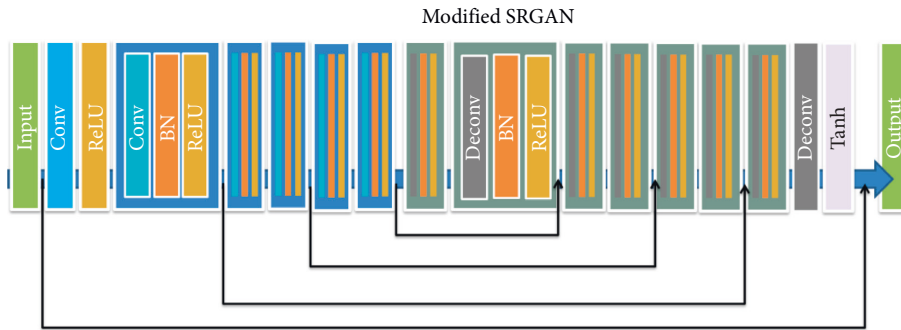 Modified SRGAN
Input
Conv
ReLU
Conv
BN
ReLU
Deconv
BN
ReLU
Deconv
Tanh
Output